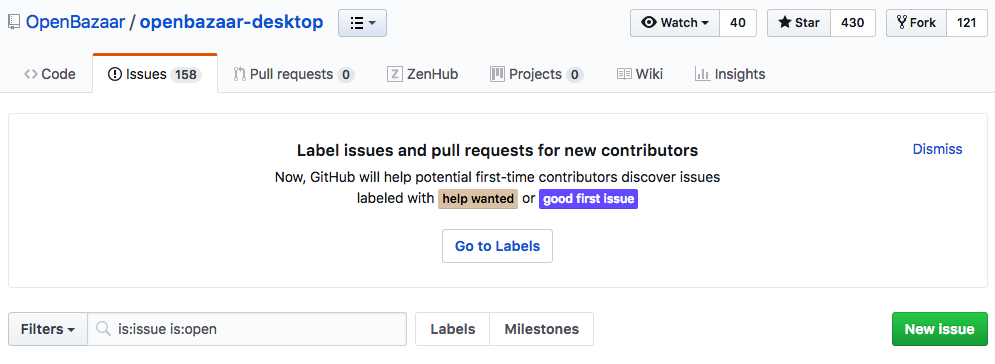 OpenBazaar / openbazaar-desktop Watch 40 Star 430 Fork 121
Code Issues 158 Pull requests 0 Z ZenHub Projects 0 Wiki Insights
Label issues and pull requests for new contributors Dismiss
Now, GitHub will help potential first-time contributors discover issues
labeled with help wanted or good first issue
Go to Labels
Filters is:issue is:open Labels Milestones New issue